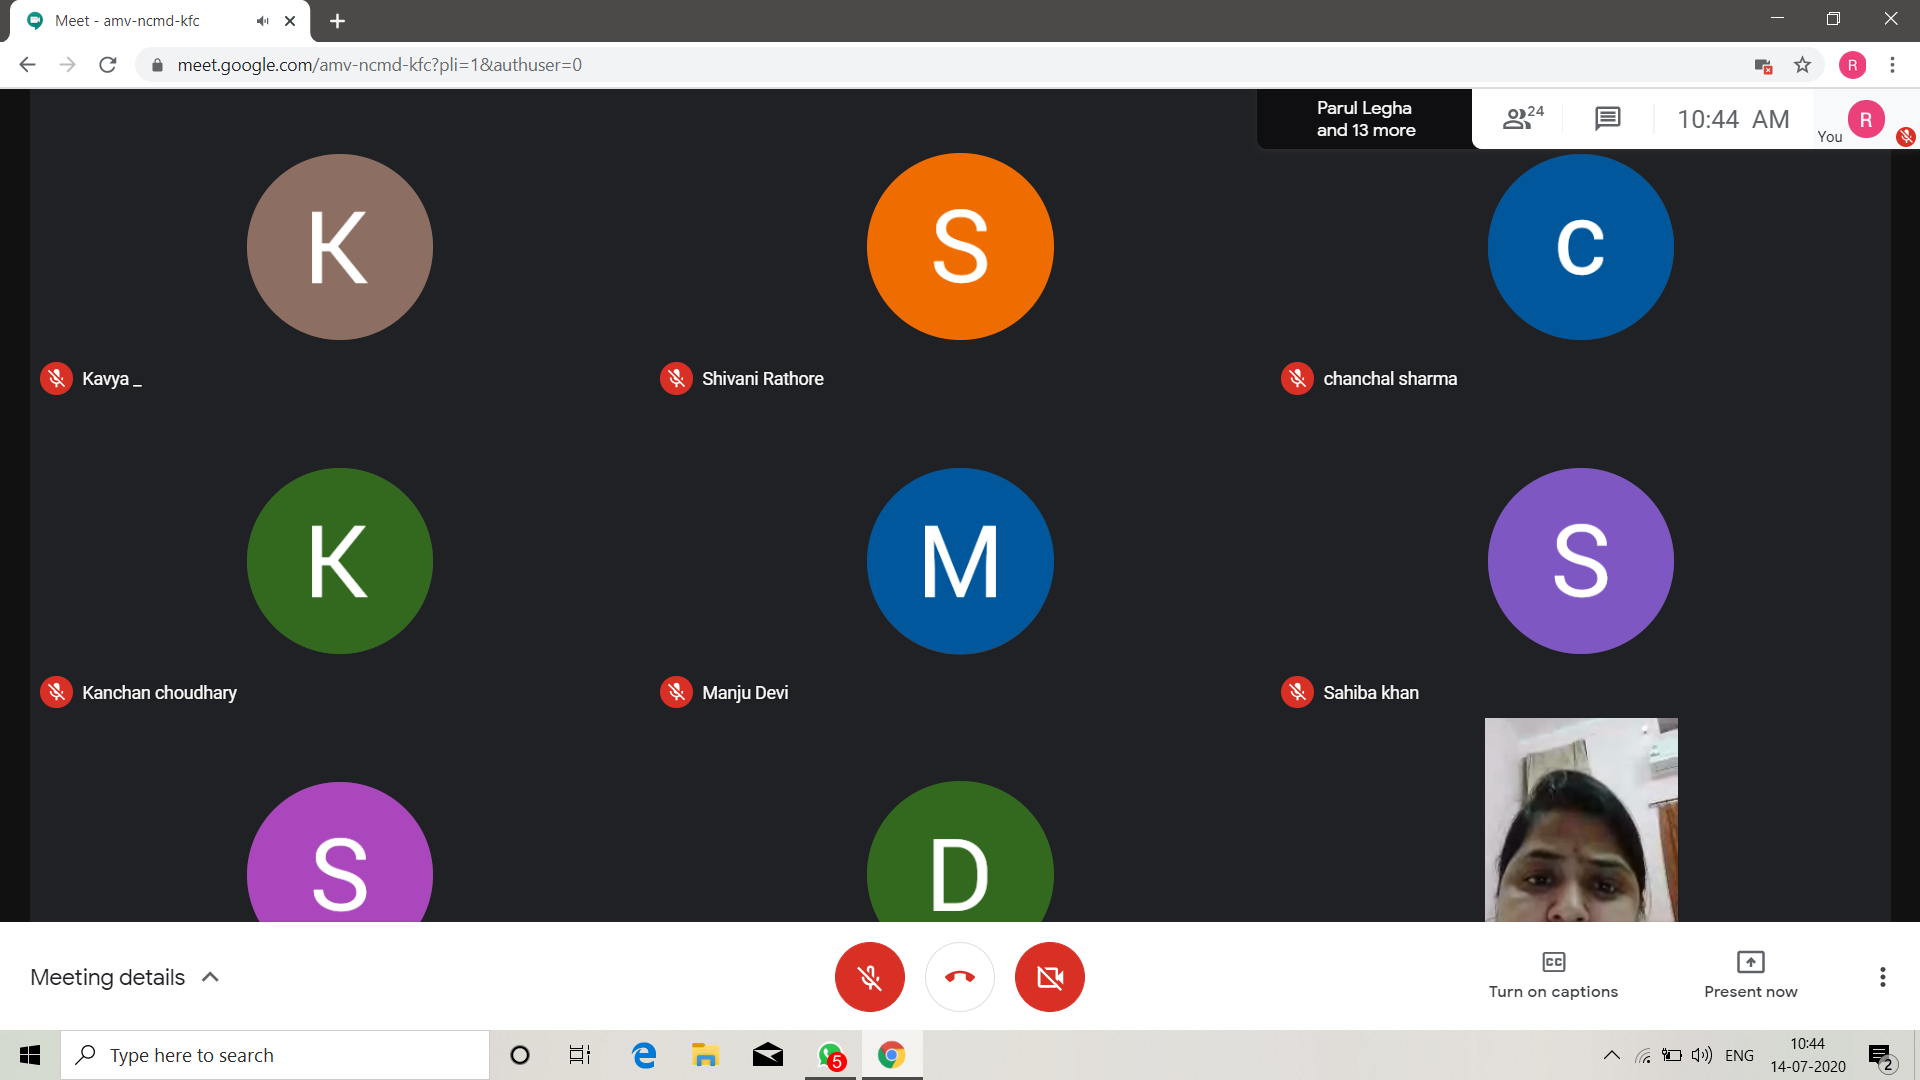 Meet - amv-ncmd-kfc
meet.google.com/amv-ncmd-kfc?pli=1&authuser=0
R
Parul Legha
and 13 more
24
10:44 AM
You
R
K
S
c
Kavya _
Shivani Rathore
chanchal sharma
K
M
S
Kanchan choudhary
Manju Devi
Sahiba khan
S
D
Meeting details
CC
Turn on captions
Present now
Type here to search
5
ENG
10:44
14-07-2020
2